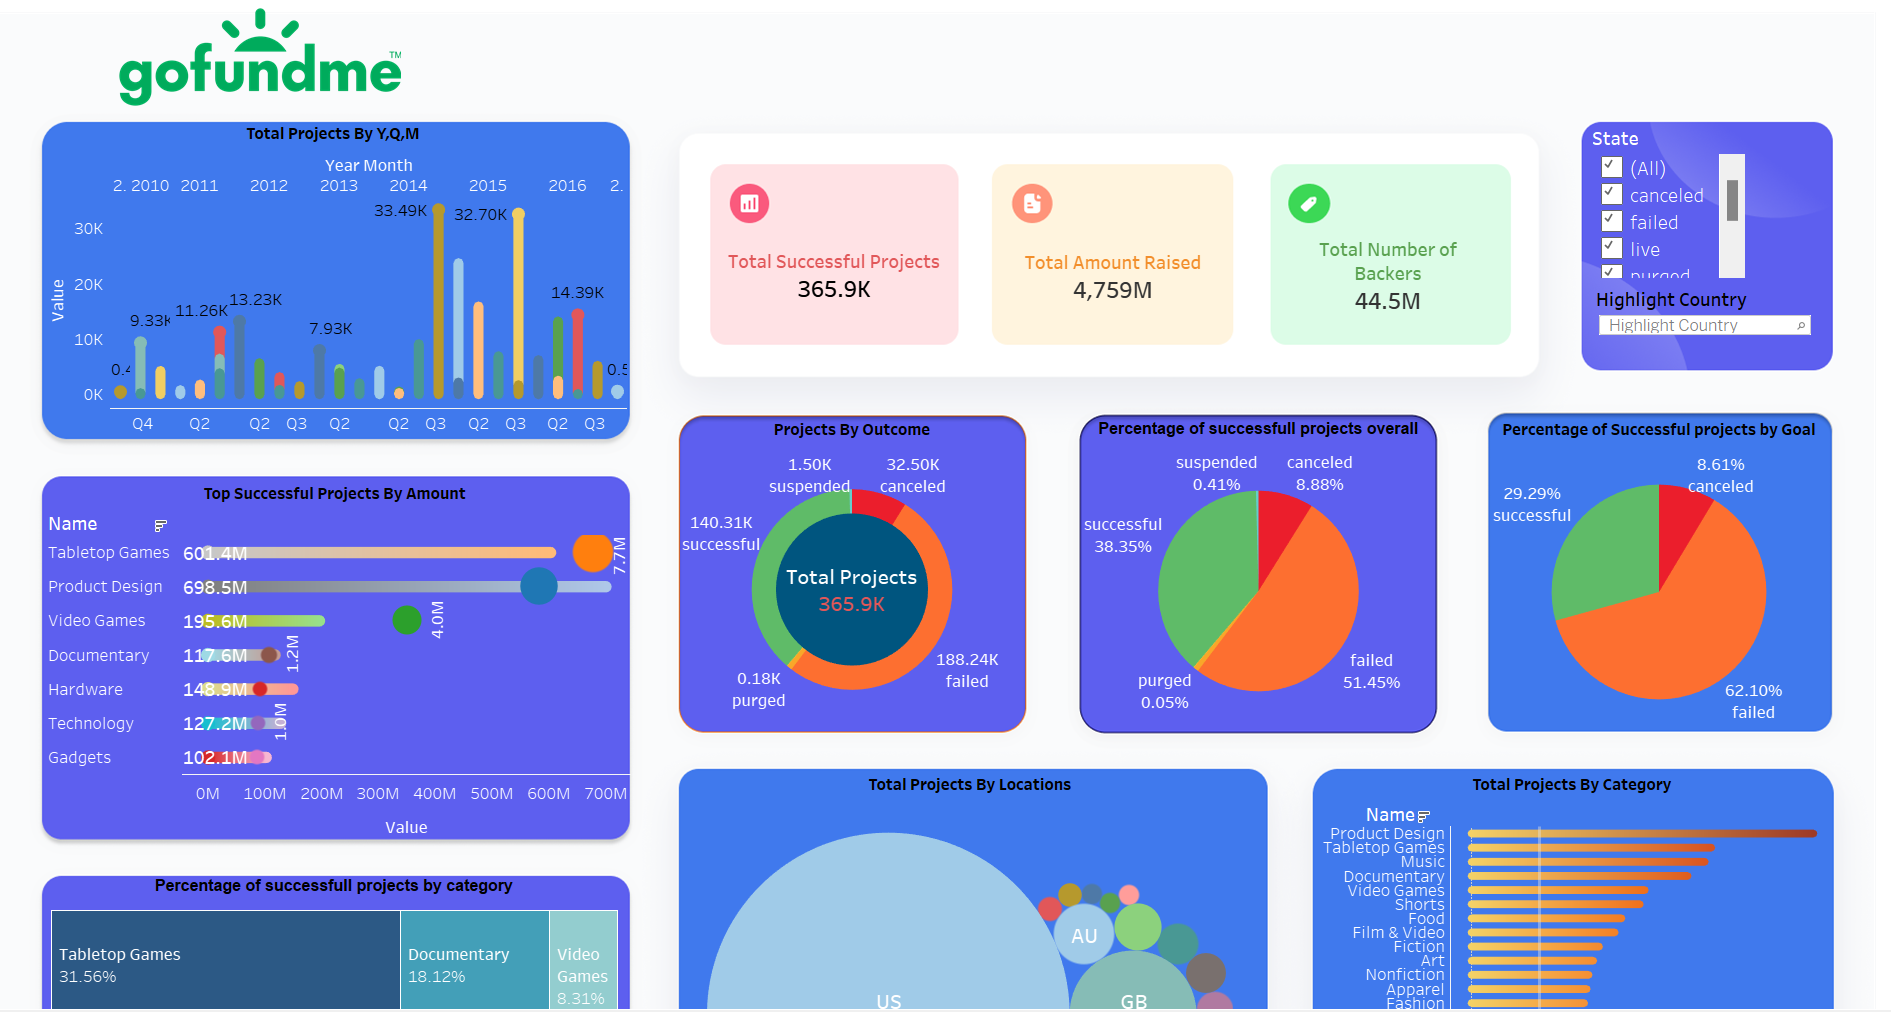 gofundme™
Total Projects By Y,Q,M
Year Month
2. 2010 2011 2012 2013 2014 2015 2016 2.
33.49K 32.70K
30K
20K
14.39K
13.23K
11.26K
9.33K
7.93K
10K
0.4
0.5
0K
Value
Q4 Q2 Q2 Q3 Q2 Q2 Q3 Q2 Q3 Q2 Q3
Total Successful Projects
365.9K
Total Amount Raised
4,759M
Total Number of
Backers
44.5M
State
(All)
canceled
failed
live
purged
Highlight Country
Highlight Country
Top Successful Projects By Amount
Name
Tabletop Games 601.4M 7.7M
Product Design 698.5M
Video Games 195.6M 4.0M
Documentary 117.6M 1.2M
Hardware 148.9M
Technology 127.2M 1.0M
Gadgets 102.1M
0M 100M 200M 300M 400M 500M 600M 700M
Value
Projects By Outcome
1.50K
suspended
32.50K
canceled
140.31K
successful
Total Projects
365.9K
188.24K
failed
0.18K
purged
Percentage of successfull projects overall
suspended
0.41%
canceled
8.88%
successful
38.35%
failed
51.45%
purged
0.05%
Percentage of Successful projects by Goal
8.61%
canceled
29.29%
successful
62.10%
failed
Percentage of successfull projects by category
Tabletop Games
31.56%
Documentary
18.12%
Video
Games
8.31%
Total Projects By Locations
AU
US
GB
Total Projects By Category
Name
Product Design
Tabletop Games
Music
Documentary
Video Games
Shorts
Food
Film & Video
Fiction
Art
Nonfiction
Apparel
Fashion